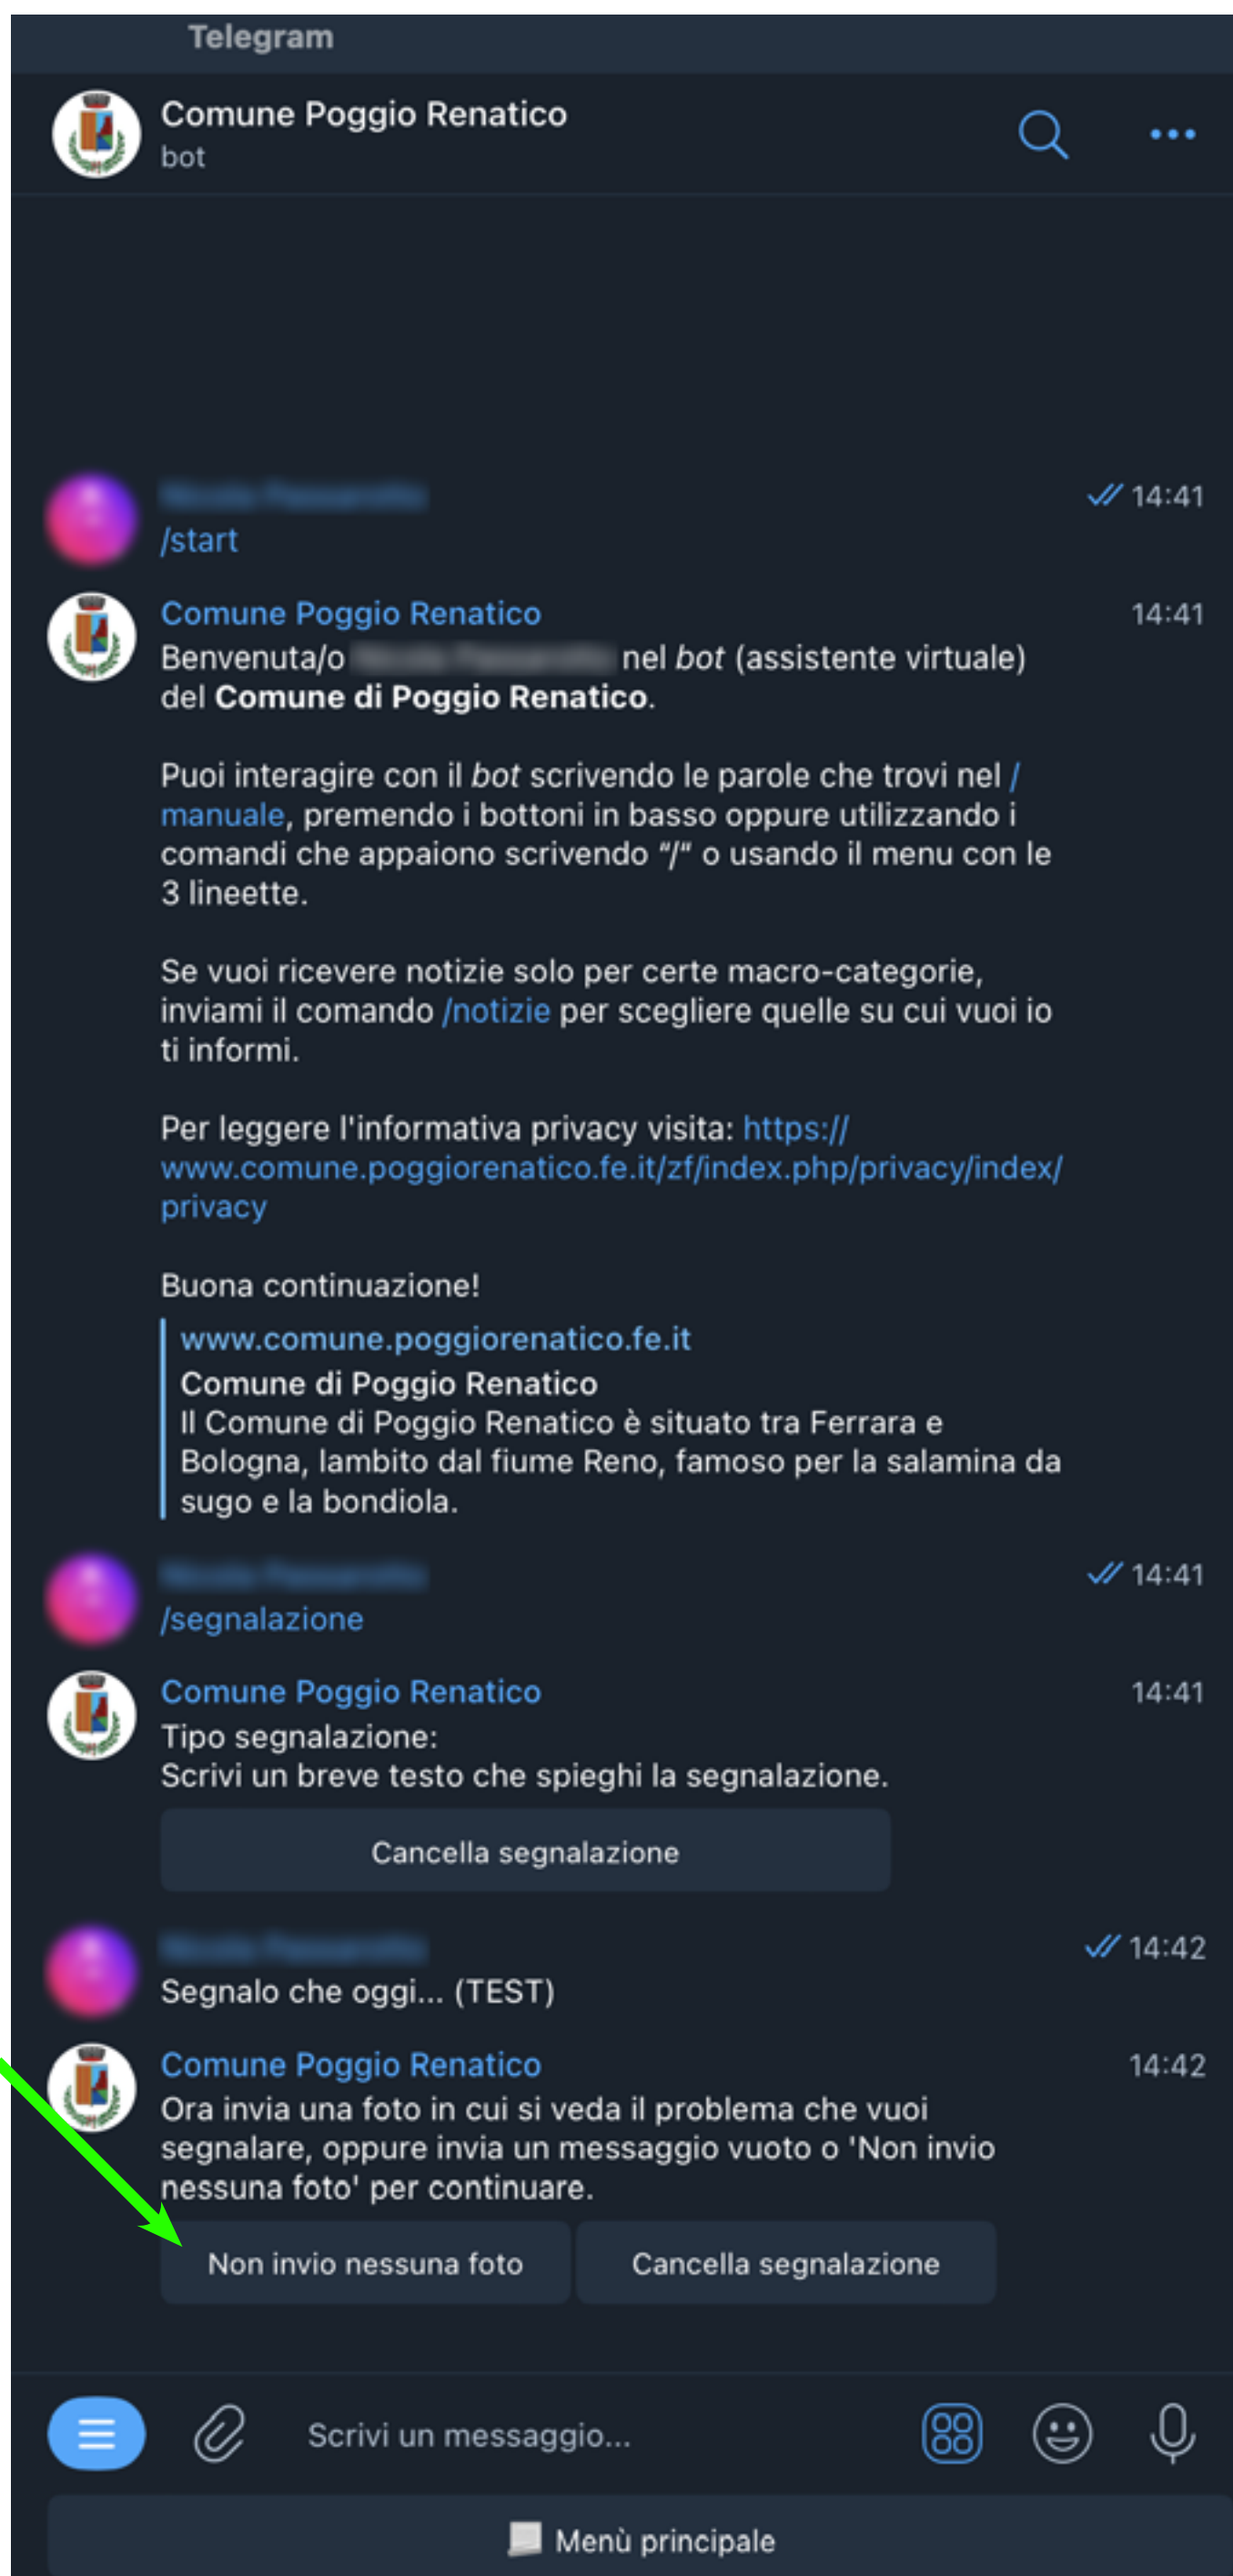 Telegram
Comune Poggio Renatico
bot
14:41
/start
Comune Poggio Renatico 14:41
Benvenuta/o nel bot (assistente virtuale)
del Comune di Poggio Renatico.
Puoi interagire con il bot scrivendo le parole che trovi nel /
manuale, premendo i bottoni in basso oppure utilizzando i
comandi che appaiono scrivendo “/“ o usando il menu con le
3 lineette.
Se vuoi ricevere notizie solo per certe macro-categorie,
inviami il comando /notizie per scegliere quelle su cui vuoi io
ti informi.
Per leggere l'informativa privacy visita: https://
www.comune.poggiorenatico.fe.it/zf/index.php/privacy/index/
privacy
Buona continuazione!
www.comune.poggiorenatico.fe.it
Comune di Poggio Renatico
Il Comune di Poggio Renatico è situato tra Ferrara e
Bologna, lambito dal fiume Reno, famoso per la salamina da
sugo e la bondiola.
14:41
/segnalazione
Comune Poggio Renatico 14:41
Tipo segnalazione:
Scrivi un breve testo che spieghi la segnalazione.
Cancella segnalazione
14:42
Segnalo che oggi... (TEST)
Comune Poggio Renatico 14:42
Ora invia una foto in cui si veda il problema che vuoi
segnalare, oppure invia un messaggio vuoto o 'Non invio
nessuna foto' per continuare.
Non invio nessuna foto Cancella segnalazione
Scrivi un messaggio...
Menù principale